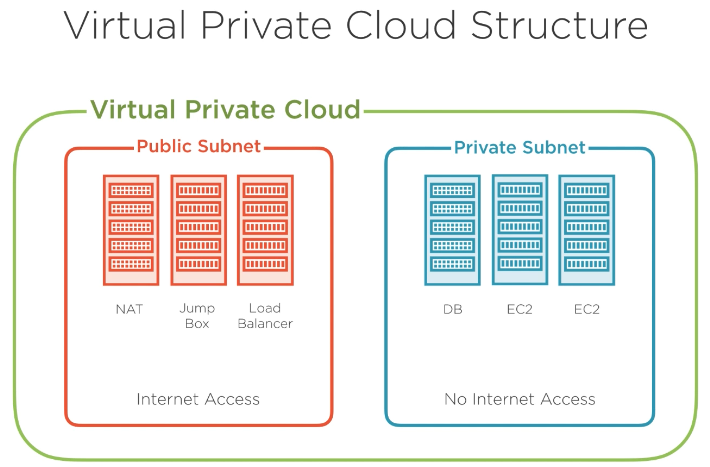 Virtual Private Cloud Structure
Virtual Private Cloud
Public Subnet
NAT
Jump
Box
Load
Balancer
Internet Access
Private Subnet
DB
EC2
EC2
No Internet Access